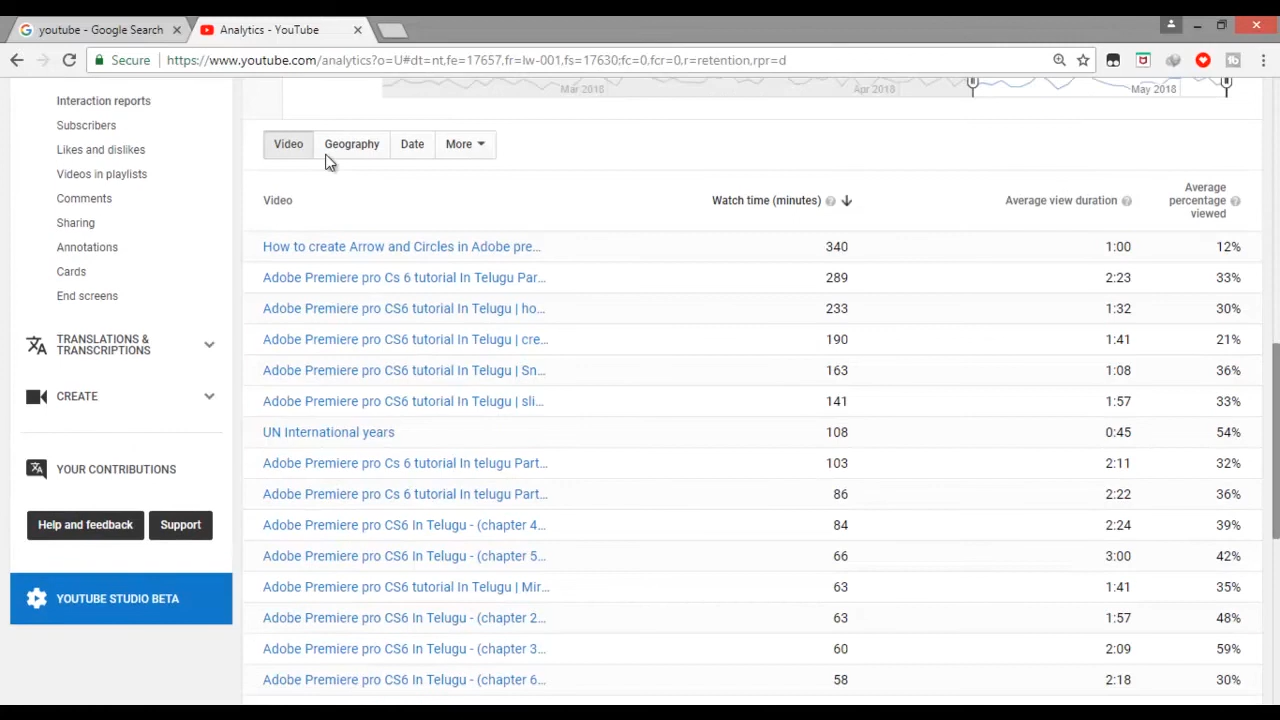 youtube - Google Search
Analytics - YouTube
Secure https://www.youtube.com/analytics?o=U#dt=nwfe=17657,fr=lw-001,fs=17630;fc=0,fcr=0,r=retention,rpr=d
Mar 2018 Apr 2018 May 2018
Interaction reports
Subscribers
Likes and dislikes
Videos in playlists
Comments
Sharing
Annotations
Cards
End screens
TRANSLATIONS &
TRANSCRIPTIONS
CREATE
YOUR CONTRIBUTIONS
Help and feedback Support
YOUTUBE STUDIO BETA
Video Geography Date More
Video Watch time (minutes) Average view duration Average percentage viewed
How to create Arrow and Circles in Adobe pre... 340 1:00 12%
Adobe Premiere pro Cs 6 tutorial In Telugu Par... 289 2:23 33%
Adobe Premiere pro CS6 tutorial In Telugu | ho... 233 1:32 30%
Adobe Premiere pro CS6 tutorial In Telugu | cre... 190 1:41 21%
Adobe Premiere pro CS6 tutorial In Telugu | Sn... 163 1:08 36%
Adobe Premiere pro CS6 tutorial In Telugu | sli... 141 1:57 33%
UN International years 108 0:45 54%
Adobe Premiere pro Cs 6 tutorial In telugu Part... 103 2:11 32%
Adobe Premiere pro Cs 6 tutorial In telugu Part... 86 2:22 36%
Adobe Premiere pro CS6 In Telugu - (chapter 4... 84 2:24 39%
Adobe Premiere pro CS6 In Telugu - (chapter 5... 66 3:00 42%
Adobe Premiere pro CS6 tutorial In Telugu | Mir... 63 1:41 35%
Adobe Premiere pro CS6 In Telugu - (chapter 2... 63 1:57 48%
Adobe Premiere pro CS6 In Telugu - (chapter 3... 60 2:09 59%
Adobe Premiere pro CS6 In Telugu - (chapter 6... 58 2:18 30%